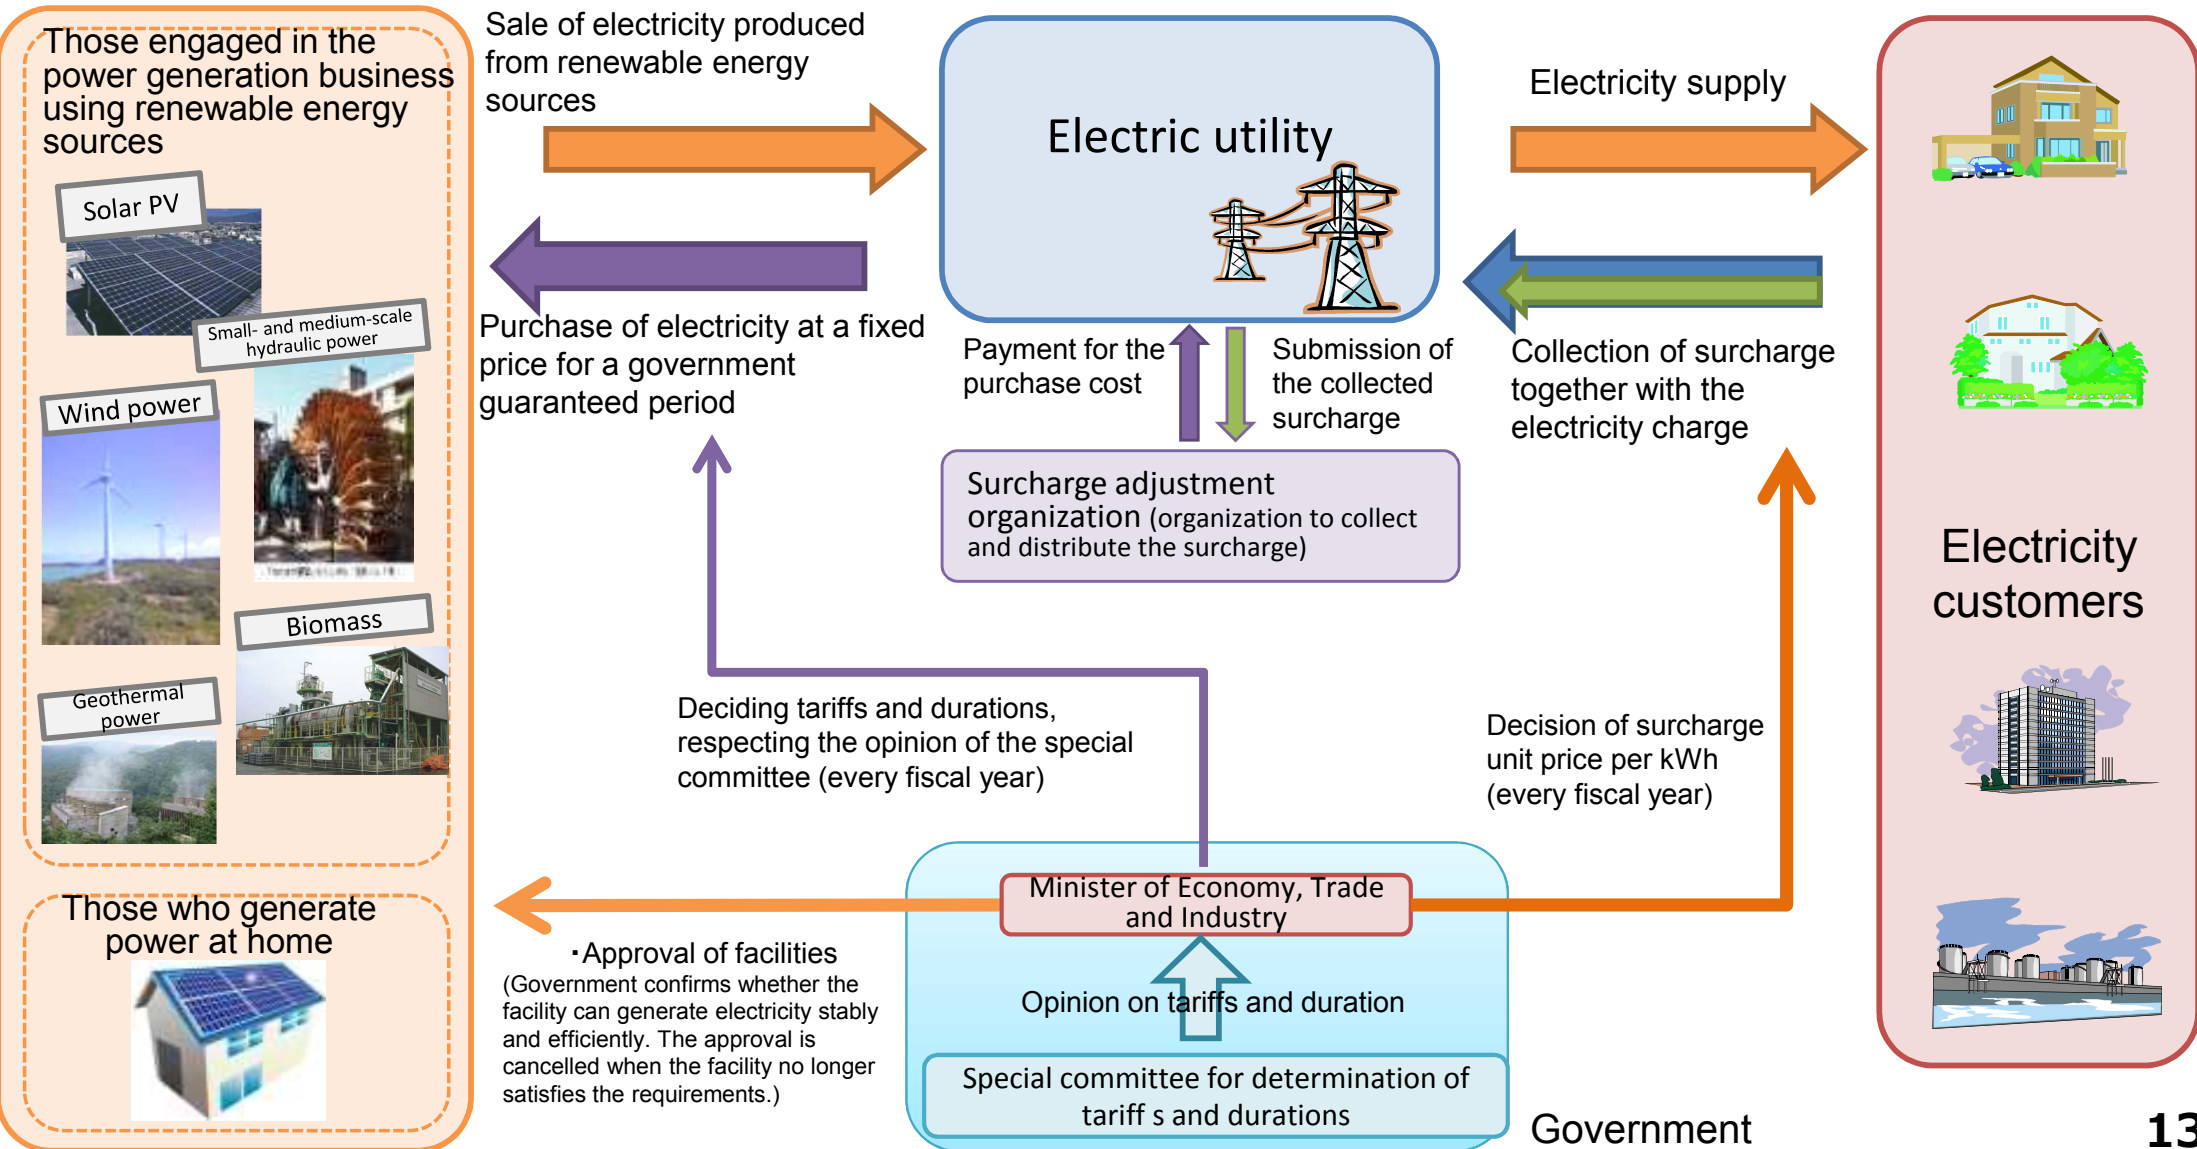 Those engaged in the
power generation business
using renewable energy
sources
Solar PV
Small- and medium-scale
hydraulic power
Wind power
Biomass
Geothermal
power
Those who generate
power at home
Sale of electricity produced
from renewable energy
sources
Purchase of electricity at a fixed
price for a government
guaranteed period
Electric utility
Payment for the
purchase cost
Submission of
the collected
surcharge
Surcharge adjustment
organization (organization to collect
and distribute the surcharge)
Electricity supply
Collection of surcharge
together with the
electricity charge
Electricity
customers
Deciding tariffs and durations,
respecting the opinion of the special
committee (every fiscal year)
Decision of surcharge
unit price per kWh
(every fiscal year)
・Approval of facilities
(Government confirms whether the
facility can generate electricity stably
and efficiently. The approval is
cancelled when the facility no longer
satisfies the requirements.)
Minister of Economy, Trade
and Industry
Opinion on tariffs and duration
Special committee for determination of
tariff s and durations
Government
13